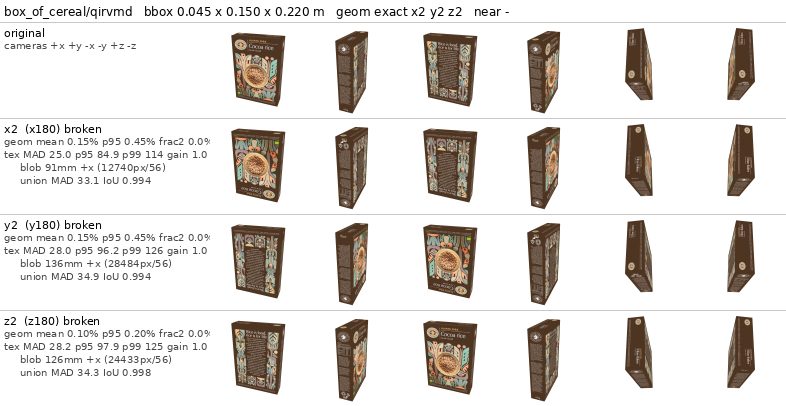 box_of_cereal/qirvmd   bbox 0.045 x 0.150 x 0.220 m   geom exact x2 y2 z2   near -
original
cameras +x +y -x -y +z -z
Cocoa rice
x2  (x180) broken
geom mean 0.15% p95 0.45% frac2 0.0%
tex MAD 25.0 p95 84.9 p99 114 gain 1.0
blob 91mm +x (12740px/56)
union MAD 33.1 IoU 0.994
y2  (y180) broken
geom mean 0.15% p95 0.45% frac2 0.0%
tex MAD 28.0 p95 96.2 p99 126 gain 1.0
blob 136mm +x (28484px/56)
union MAD 34.9 IoU 0.994
z2  (z180) broken
geom mean 0.10% p95 0.20% frac2 0.0%
tex MAD 28.2 p95 97.9 p99 125 gain 1.0
blob 126mm +x (24433px/56)
union MAD 34.3 IoU 0.998
Cocoa rice